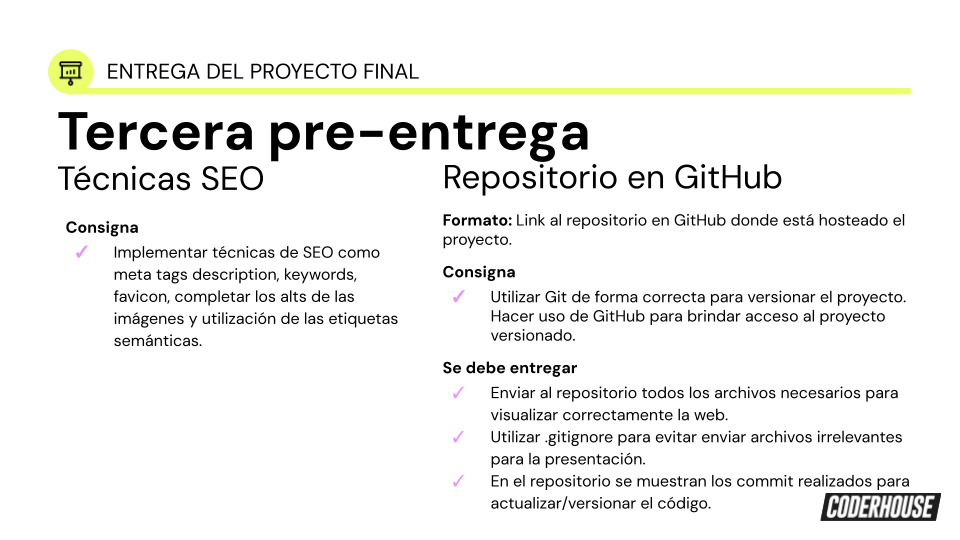 ENTREGA DEL PROYECTO FINAL
Tercera pre-entrega
Técnicas SEO
Consigna
✓ Implementar técnicas de SEO como
meta tags description, keywords,
favicon, completar los alts de las
imágenes y utilización de las etiquetas
semánticas.
Repositorio en GitHub
Formato: Link al repositorio en GitHub donde está hosteado el
proyecto.
Consigna
✓ Utilizar Git de forma correcta para versionar el proyecto.
Hacer uso de GitHub para brindar acceso al proyecto
versionado.
Se debe entregar
✓ Enviar al repositorio todos los archivos necesarios para
visualizar correctamente la web.
✓ Utilizar .gitignore para evitar enviar archivos irrelevantes
para la presentación.
✓ En el repositorio se muestran los commit realizados para
actualizar/versionar el código.
CODERHOUSE